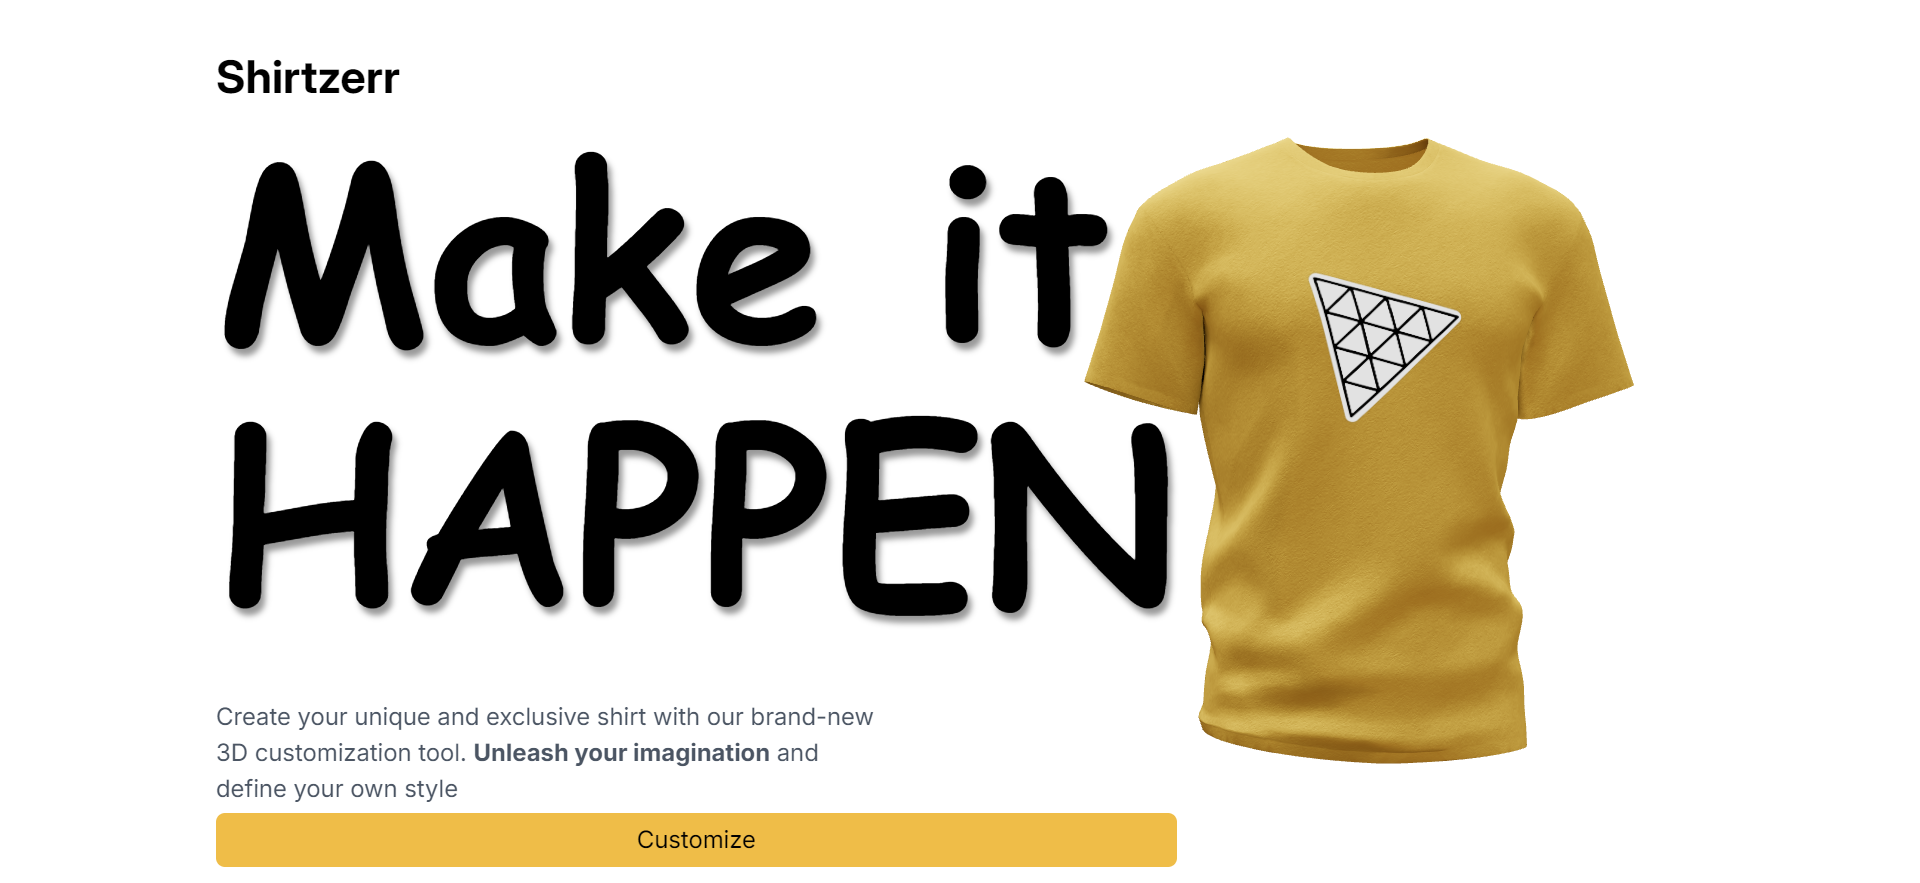 Shirtzerr
Make it
HAPPEN
Create your unique and exclusive shirt with our brand-new
3D customization tool. Unleash your imagination and
define your own style
Customize